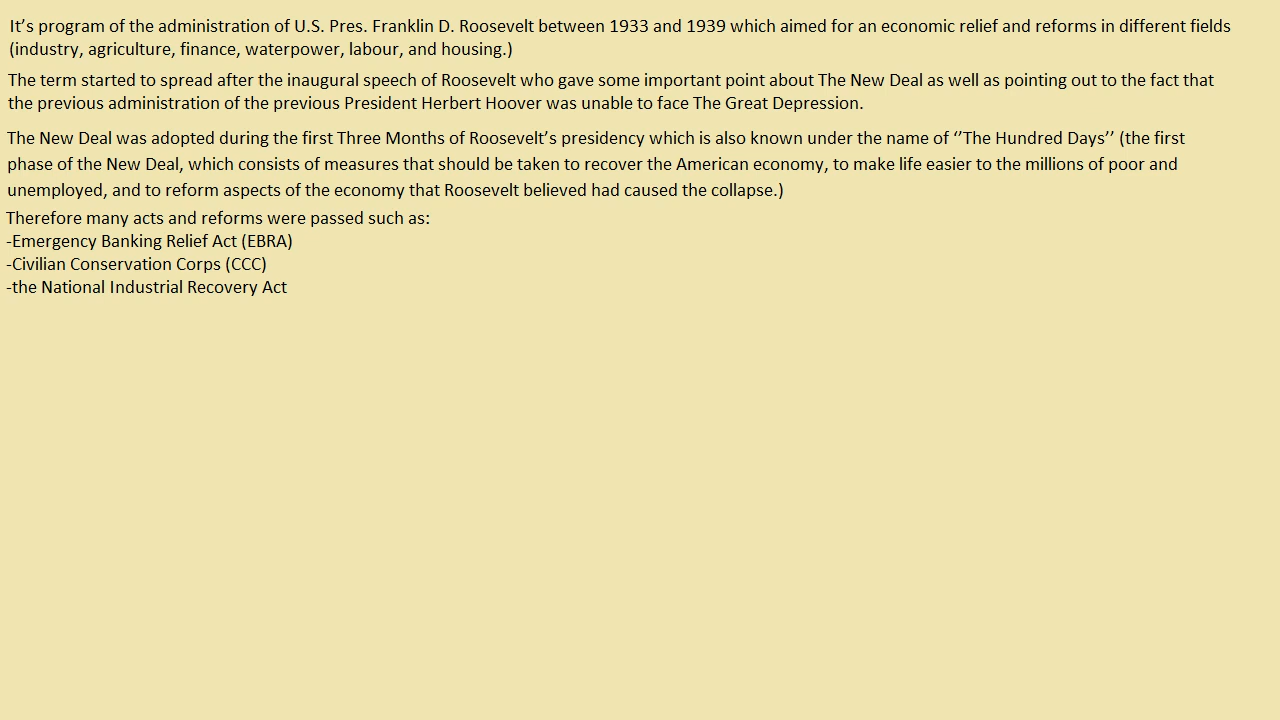 It's program of the administration of U.S. Pres. Franklin D. Roosevelt between 1933 and 1939 which aimed for an economic relief and reforms in different fields
(industry, agriculture, finance, waterpower, labour, and housing.)
The term started to spread after the inaugural speech of Roosevelt who gave some important point about The New Deal as well as pointing out to the fact that
the previous administration of the previous President Herbert Hoover was unable to face The Great Depression.
The New Deal was adopted during the first Three Months of Roosevelt's presidency which is also known under the name of ‘’The Hundred Days’’ (the first
phase of the New Deal, which consists of measures that should be taken to recover the American economy, to make life easier to the millions of poor and
unemployed, and to reform aspects of the economy that Roosevelt believed had caused the collapse.)
Therefore many acts and reforms were passed such as:
-Emergency Banking Relief Act (EBRA)
-Civilian Conservation Corps (CCC)
-the National Industrial Recovery Act